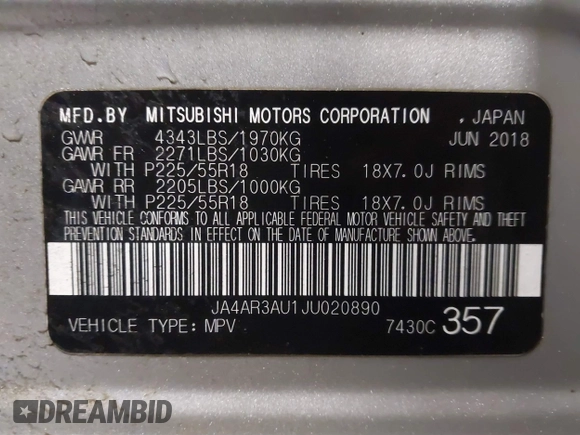 MFD.BY MITSUBISHI MOTORS CORPORATION . JAPAN
GVWR 4343LBS/1970KG JUN 2018
GAWR FR 2271LBS/1030KG
WITH P225/55R18 TIRES 18X7.0J RIMS
GAWR RR 2205LBS/1000KG
WITH P225/55R18 TIRES 18X7.0J RIMS
THIS VEHICLE CONFORMS TO ALL APPLICABLE FEDERAL MOTOR VEHICLE SAFETY AND THEFT
PREVENTION STANDARDS IN EFFECT ON THE DATE OF MANUFACTURE SHOWN ABOVE.
JA4AR3AU1JU020890
VEHICLE TYPE:MPV 7430C 357
DREAMBID